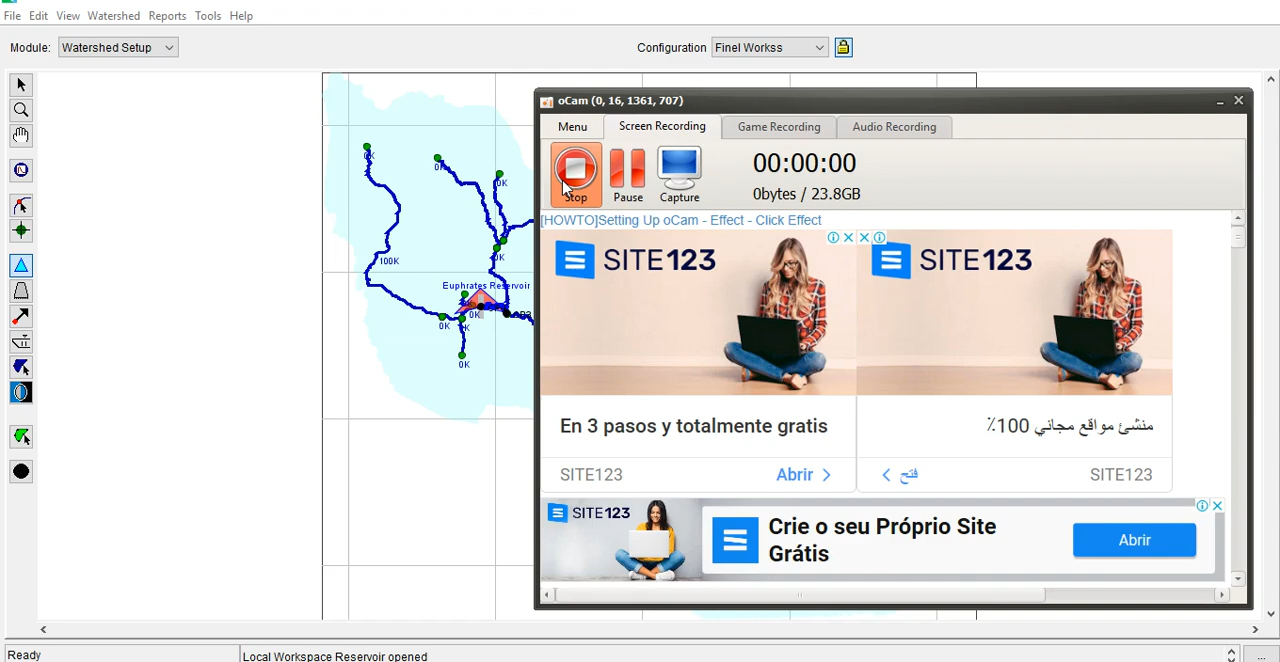 File Edit View Watershed Reports Tools Help
Module: Watershed Setup
Configuration Finel Workss
0K
0K
0K
0K
100K
Euphrates Reservoir
0K
0K
0K
oCam (0, 16, 1361, 707)
Menu Screen Recording Game Recording Audio Recording
Stop Pause Capture
00:00:00
0bytes / 23.8GB
[HOWTO]Setting Up oCam - Effect - Click Effect
SITE123
SITE123
En 3 pasos y totalmente gratis
منشئ مواقع مجاني 100٪
SITE123 Abrir
فتح SITE123
SITE123
Crie o seu Próprio Site
Grátis
Abrir
Ready
Local Workspace Reservoir opened
...